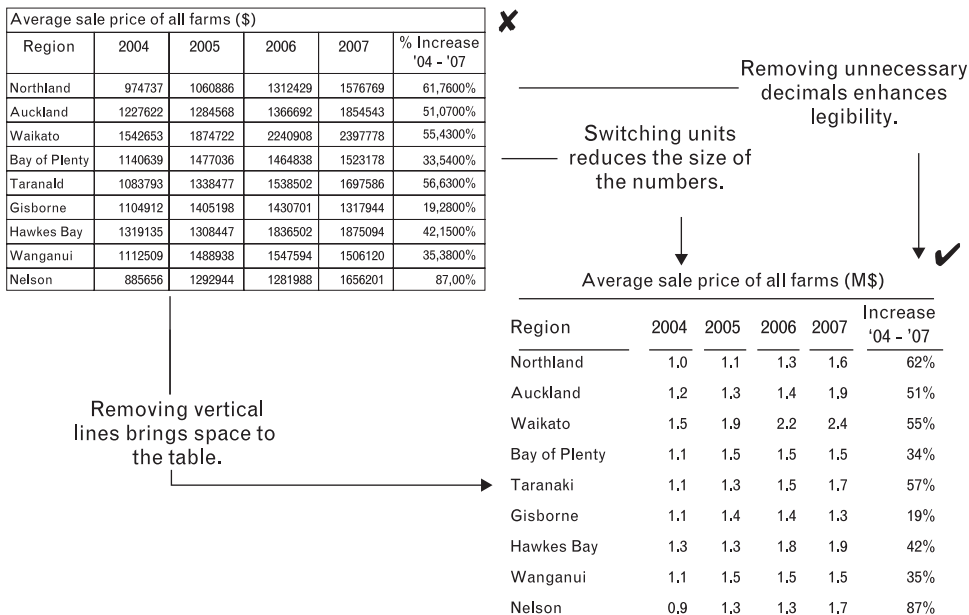 Average sale price of all farms ($)
Region 2004 2005 2006 2007 % Increase
'04 - '07
Northland 974737 1060886 1312429 1576769 61,7600%
Auckland 1227622 1284568 1366692 1854543 51,0700%
Waikato 1542653 1874722 2240908 2397778 55,4300%
Bay of Plenty 1140639 1477036 1464838 1523178 33,5400%
Taranald 1083793 1338477 1538502 1697586 56,6300%
Gisborne 1104912 1405198 1430701 1317944 19,2800%
Hawkes Bay 1319135 1308447 1836502 1875094 42,1500%
Wanganui 1112509 1488938 1547594 1506120 35,3800%
Nelson 885656 1292944 1281988 1656201 87,00%
✘
Removing unnecessary
decimals enhances
legibility.
Switching units
reduces the size of
the numbers.
Removing vertical
lines brings space to
the table.
✔
Average sale price of all farms (M$)
Region 2004 2005 2006 2007 Increase
‘04 - ’07
Northland 1.0 1.1 1.3 1.6 62%
Auckland 1.2 1.3 1.4 1.9 51%
Waikato 1.5 1.9 2.2 2.4 55%
Bay of Plenty 1.1 1.5 1.5 1.5 34%
Taranaki 1.1 1.3 1.5 1.7 57%
Gisborne 1.1 1.4 1.4 1.3 19%
Hawkes Bay 1.3 1.3 1.8 1.9 42%
Wanganui 1.1 1.5 1.5 1.5 35%
Nelson 0.9 1.3 1.3 1.7 87%